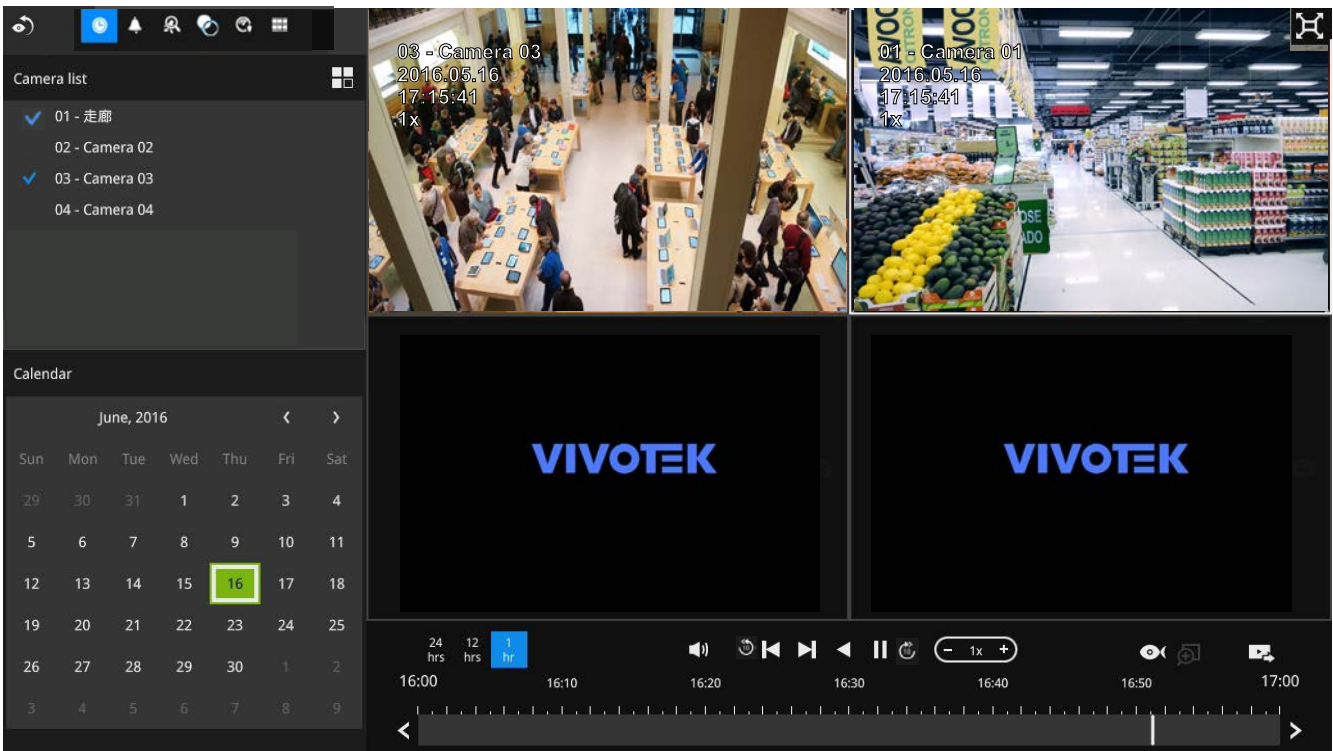 Camera list
01 - 走廊
02 - Camera 02
03 - Camera 03
04 - Camera 04
Calendar
June, 2016
Sun Mon Tue Wed Thu Fri Sat
29 30 31 1 2 3 4
5 6 7 8 9 10 11
12 13 14 15 16 17 18
19 20 21 22 23 24 25
26 27 28 29 30 1 2
3 4 5 6 7 8 9
03 - Camera 03
2016.05.16
17:15:41
1x
01 - Camera 01
2016.05.16
17:15:41
1x
VIVOTEK
VIVOTEK
24 hrs
12 hrs
1 hr
10
10
− 1x +
16:00 16:10 16:20 16:30 16:40 16:50 17:00